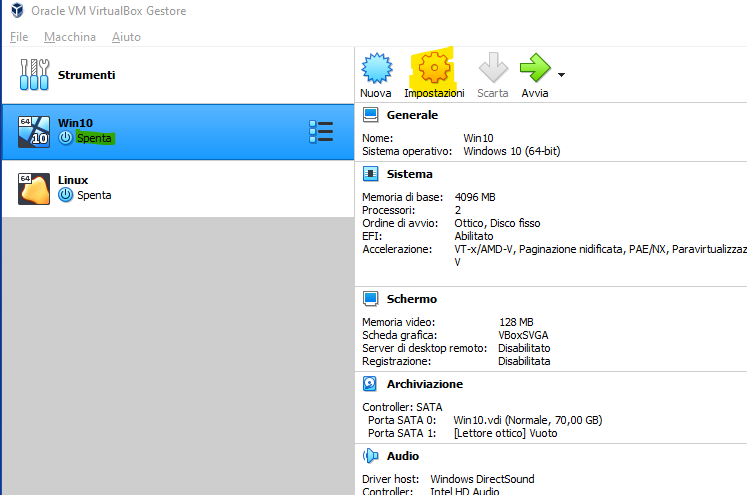 Oracle VM VirtualBox Gestore
File Macchina Aiuto
Strumenti
64
10
Win10
Spenta
64
Linux
Spenta
Nuova Impostazioni Scarta Avvia
Generale
Nome: Win10
Sistema operativo: Windows 10 (64-bit)
Sistema
Memoria di base: 4096 MB
Processori: 2
Ordine di avvio: Ottico, Disco fisso
EFI: Abilitato
Accelerazione: VT-x/AMD-V, Paginazione nidificata, PAE/NX, Paravirtualizzaz
V
Schermo
Memoria video: 128 MB
Scheda grafica: VBoxSVGA
Server di desktop remoto: Disabilitato
Registrazione: Disabilitata
Archiviazione
Controller: SATA
Porta SATA 0: Win10.vdi (Normale, 70,00 GB)
Porta SATA 1: [Lettore ottico] Vuoto
Audio
Driver host: Windows DirectSound
Controller: Intel HD Audio